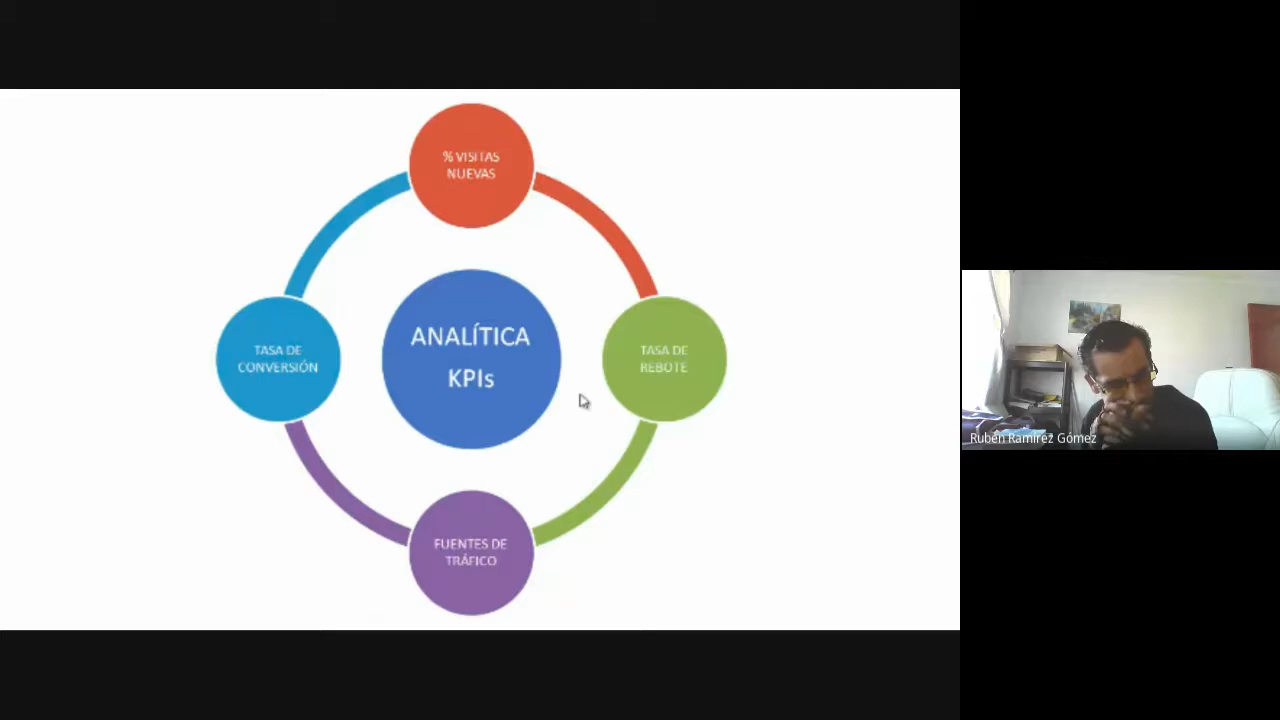 % VISITAS
NUEVAS
ANALÍTICA
KPIs
TASA DE
CONVERSIÓN
TASA DE
REBOTE
FUENTES DE
TRÁFICO
Rubén Ramírez Gómez